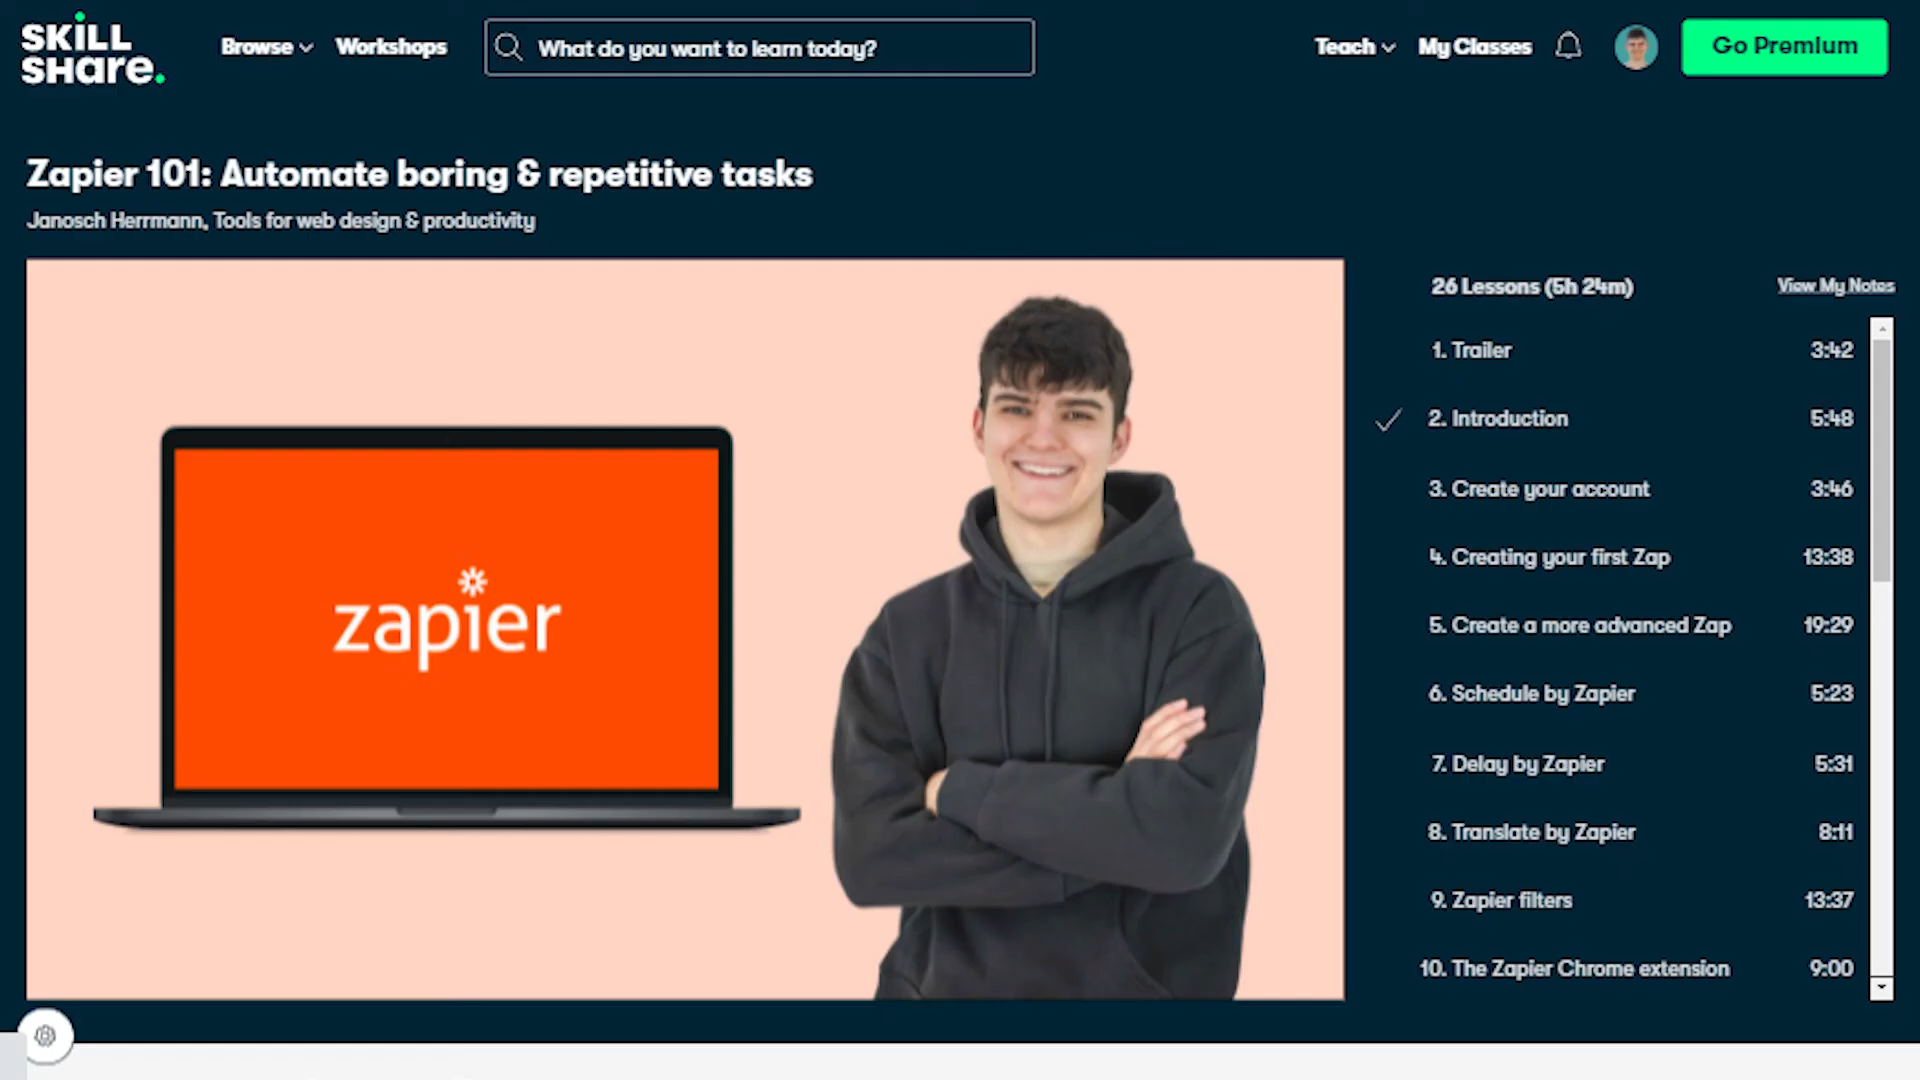 SKILL
SHare.
Browse
Workshops
What do you want to learn today?
Teach
My Classes
Go Premium
Zapier 101: Automate boring & repetitive tasks
Janosch Herrmann, Tools for web design & productivity
zapier
26 Lessons (5h 24m)
View My Notes
1. Trailer 3:42
2. Introduction 5:48
3. Create your account 3:46
4. Creating your first Zap 13:38
5. Create a more advanced Zap 19:29
6. Schedule by Zapier 5:23
7. Delay by Zapier 5:31
8. Translate by Zapier 8:11
9. Zapier filters 13:37
10. The Zapier Chrome extension 9:00